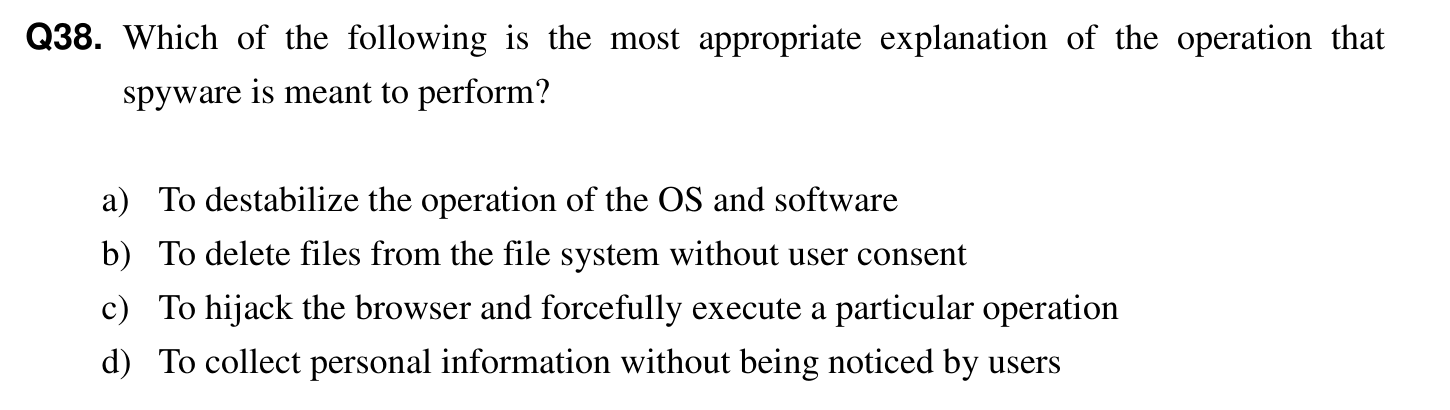 Q38. Which of the following is the most appropriate explanation of the operation that
spyware is meant to perform?
a) To destabilize the operation of the OS and software
b) To delete files from the file system without user consent
c) To hijack the browser and forcefully execute a particular operation
d) To collect personal information without being noticed by users